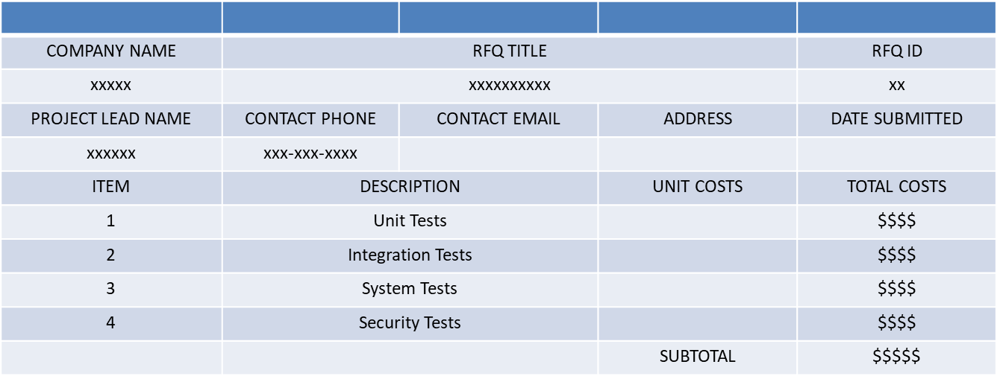 COMPANY NAME RFQ TITLE RFQ ID
xxxxx xxxxxxxxxx xx
PROJECT LEAD NAME CONTACT PHONE CONTACT EMAIL ADDRESS DATE SUBMITTED
xxxxxx xxx-xxx-xxxx
ITEM DESCRIPTION UNIT COSTS TOTAL COSTS
1 Unit Tests $$$$
2 Integration Tests $$$$
3 System Tests $$$$
4 Security Tests $$$$
SUBTOTAL $$$$$